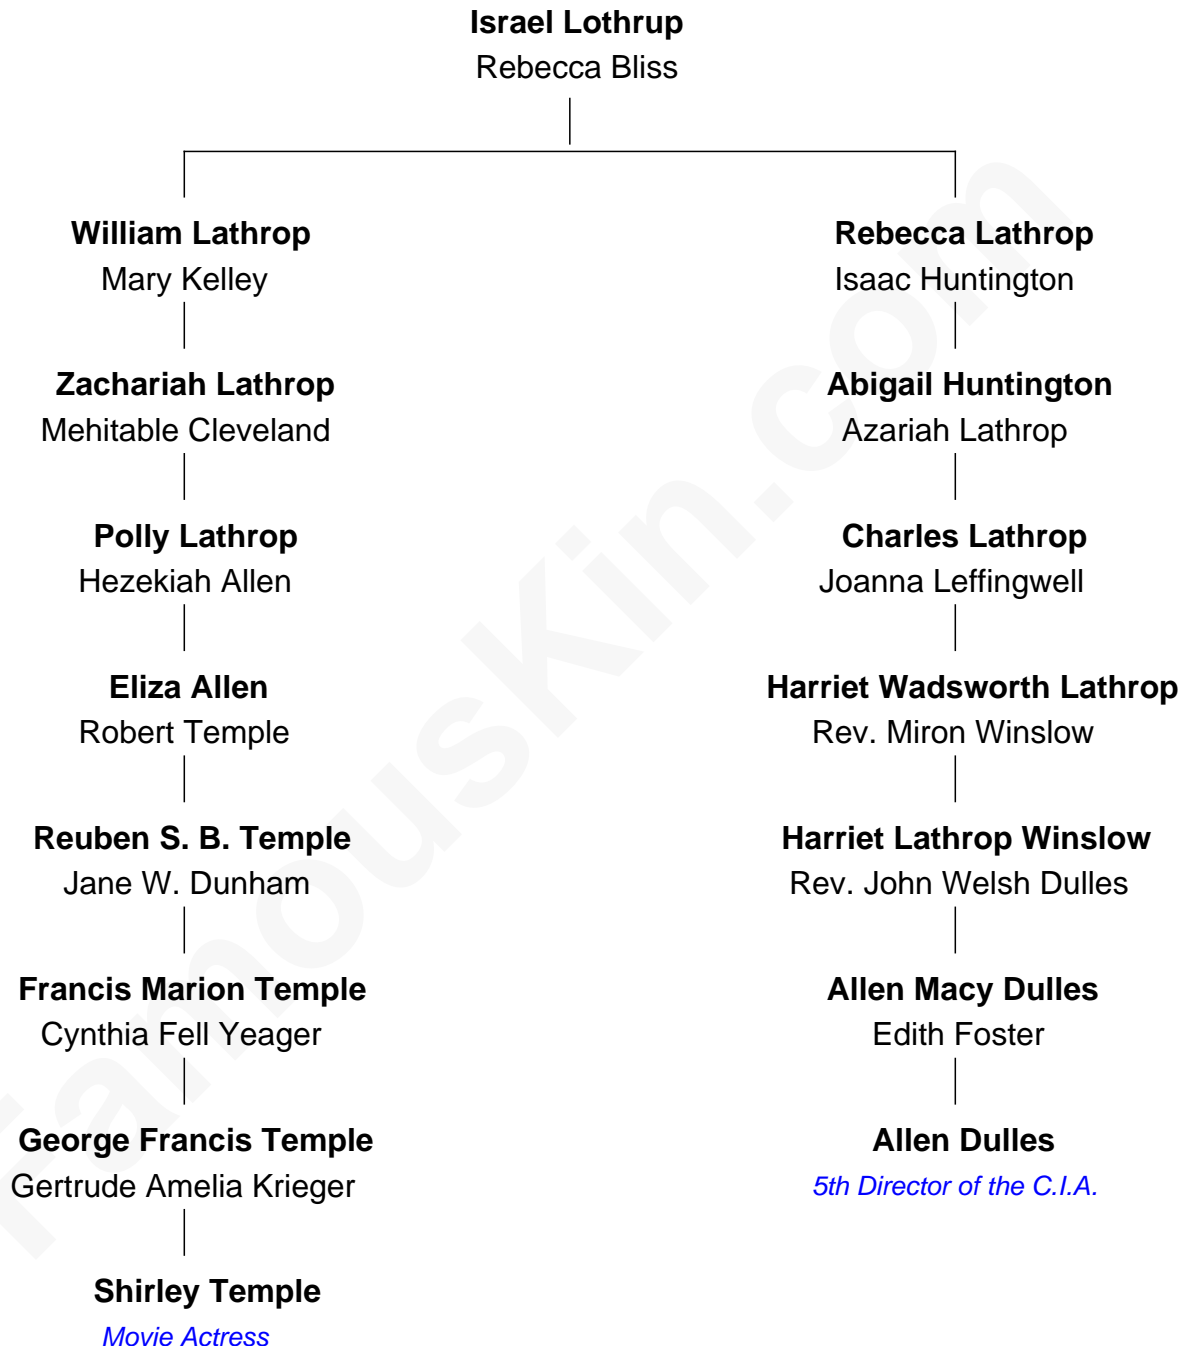 Israel Lothrup
Rebecca Bliss
William Lathrop
Mary Kelley
Zachariah Lathrop
Mehitable Cleveland
Polly Lathrop
Hezekiah Allen
Eliza Allen
Robert Temple
Reuben S. B. Temple
Jane W. Dunham
Francis Marion Temple
Cynthia Fell Yeager
George Francis Temple
Gertrude Amelia Krieger
Shirley Temple
Movie Actress
Rebecca Lathrop
Isaac Huntington
Abigail Huntington
Azariah Lathrop
Charles Lathrop
Joanna Leffingwell
Harriet Wadsworth Lathrop
Rev. Miron Winslow
Harriet Lathrop Winslow
Rev. John Welsh Dulles
Allen Macy Dulles
Edith Foster
Allen Dulles
5th Director of the C.I.A.
FamousKin.com